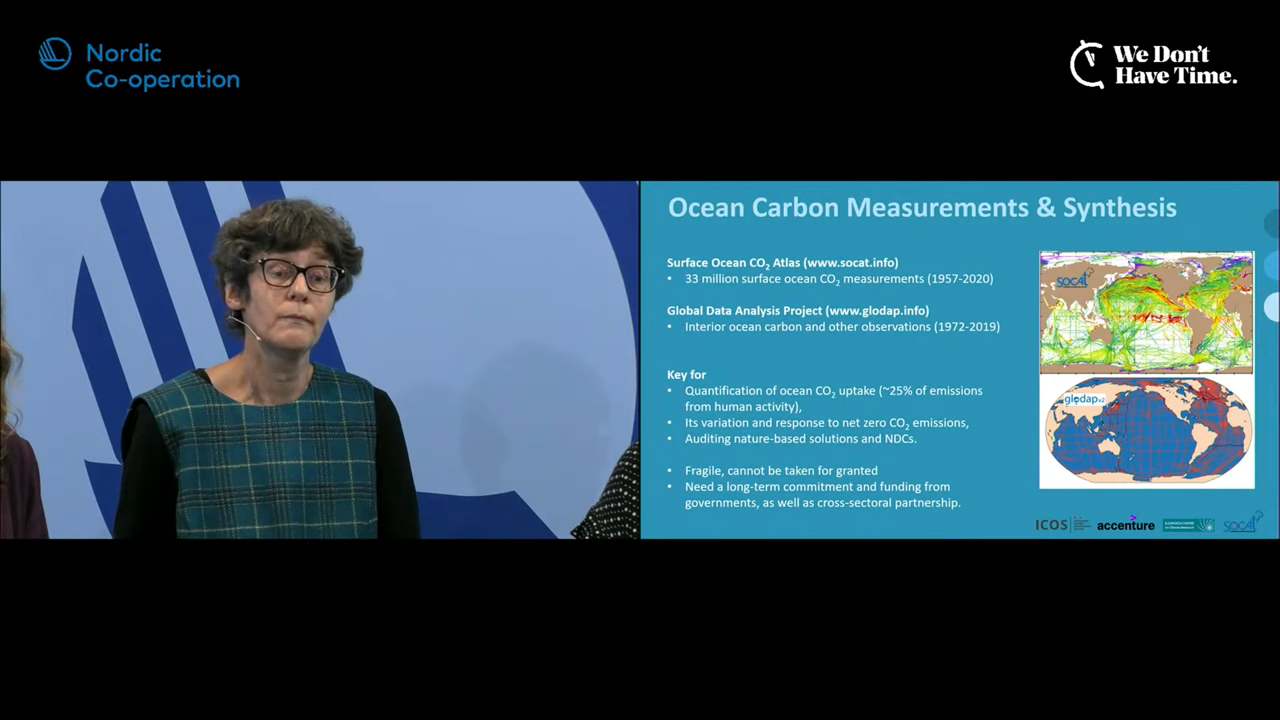 Nordic
Co-operation
We Don't
Have Time.
Ocean Carbon Measurements & Synthesis
Surface Ocean CO2 Atlas (www.socat.info)
• 33 million surface ocean CO2 measurements (1957-2020)
Global Data Analysis Project (www.glodap.info)
• Interior ocean carbon and other observations (1972-2019)
Key for
• Quantification of ocean CO2 uptake (~25% of emissions
from human activity),
• Its variation and response to net zero CO2 emissions,
• Auditing nature-based solutions and NDCs.
• Fragile, cannot be taken for granted
• Need a long-term commitment and funding from
governments, as well as cross-sectoral partnership.
SOCAT
glodapv2
ICOS
accenture
SOCAT